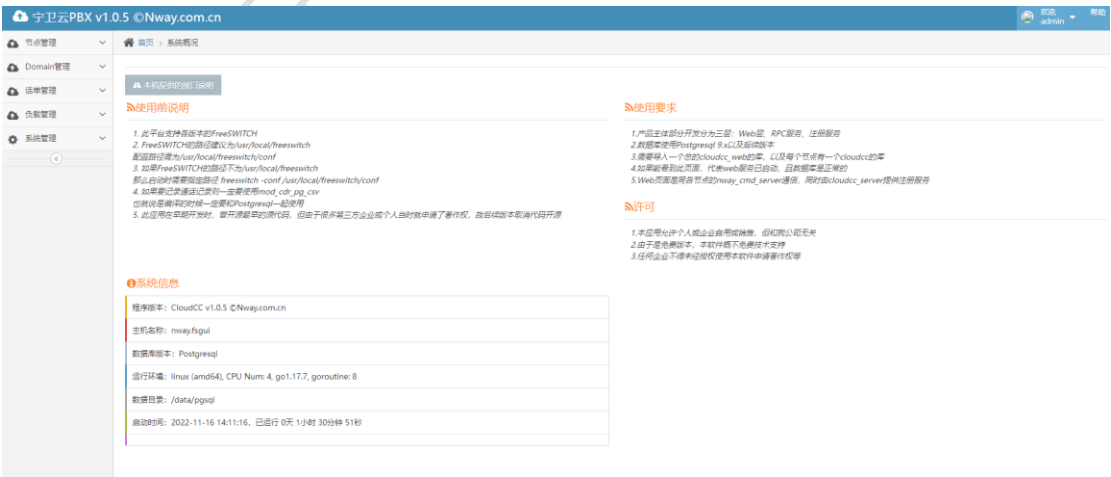 宁卫云PBX v1.0.5 ©Nway.com.cn
欢迎,
admin
帮助
节点管理
Domain管理
话单管理
负载管理
系统管理
首页 › 系统概况
本机提供的接口说明
使用前说明
1. 此平台支持各版本的FreeSWITCH
2. FreeSWITCH的路径建议为/usr/local/freeswitch
配置路径需为/usr/local/freeswitch/conf
3. 如果FreeSWITCH的路径不为/usr/local/freeswitch
那么启动时需要指定路径 freeswitch -conf /usr/local/freeswitch/conf
4. 如果要记录通话记录则一定要使用mod_cdr_pg_csv
也就说是编译的时候一定要和Postgresql一起使用
5. 此应用在早期开发时，曾开源最早的源代码，但由于很多第三方企业或个人当时就申请了著作权，故后续版本取消代码开源
使用要求
1.产品主体部分开发分为三层：Web层、RPC服务、注册服务
2.数据库使用Postgresql 9.x以及后续版本
3.需要导入一个总的cloudcc_web的库，以及每个节点有一个cloudcc的库
4.如果能看到此页面，代表web服务已启动，且数据库是正常的
5.Web页面是同各节点的nway_cmd_server通信，同时由cloudcc_server提供注册服务
许可
1.本应用允许个人或企业自用或销售，但和我公司无关
2.由于是免费版本，本软件概不免费技术支持
3.任何企业不得未经授权使用本软件申请著作权等
系统信息
程序版本：CloudCC v1.0.5 ©Nway.com.cn
主机名称：nway.fsgui
数据库版本：Postgresql
运行环境：linux (amd64), CPU Num: 4, go1.17.7, goroutine: 8
数据目录：/data/pgsql
启动时间：2022-11-16 14:11:16，已运行 0天 1小时 30分钟 51秒